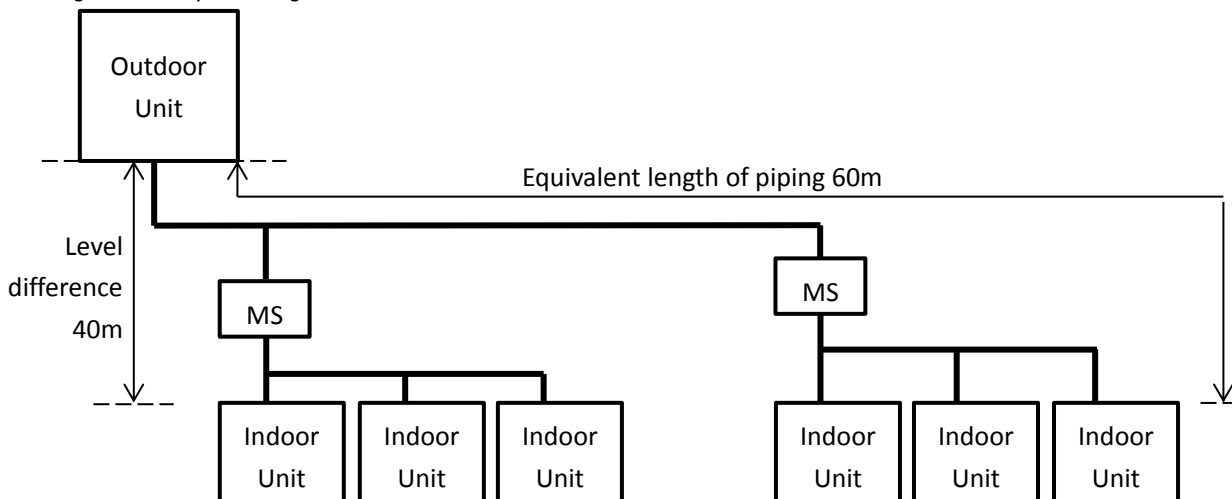 Outdoor
Unit
Equivalent length of piping 60m
Level
difference
40m
MS
MS
Indoor
Unit
Indoor
Unit
Indoor
Unit
Indoor
Unit
Indoor
Unit
Indoor
Unit